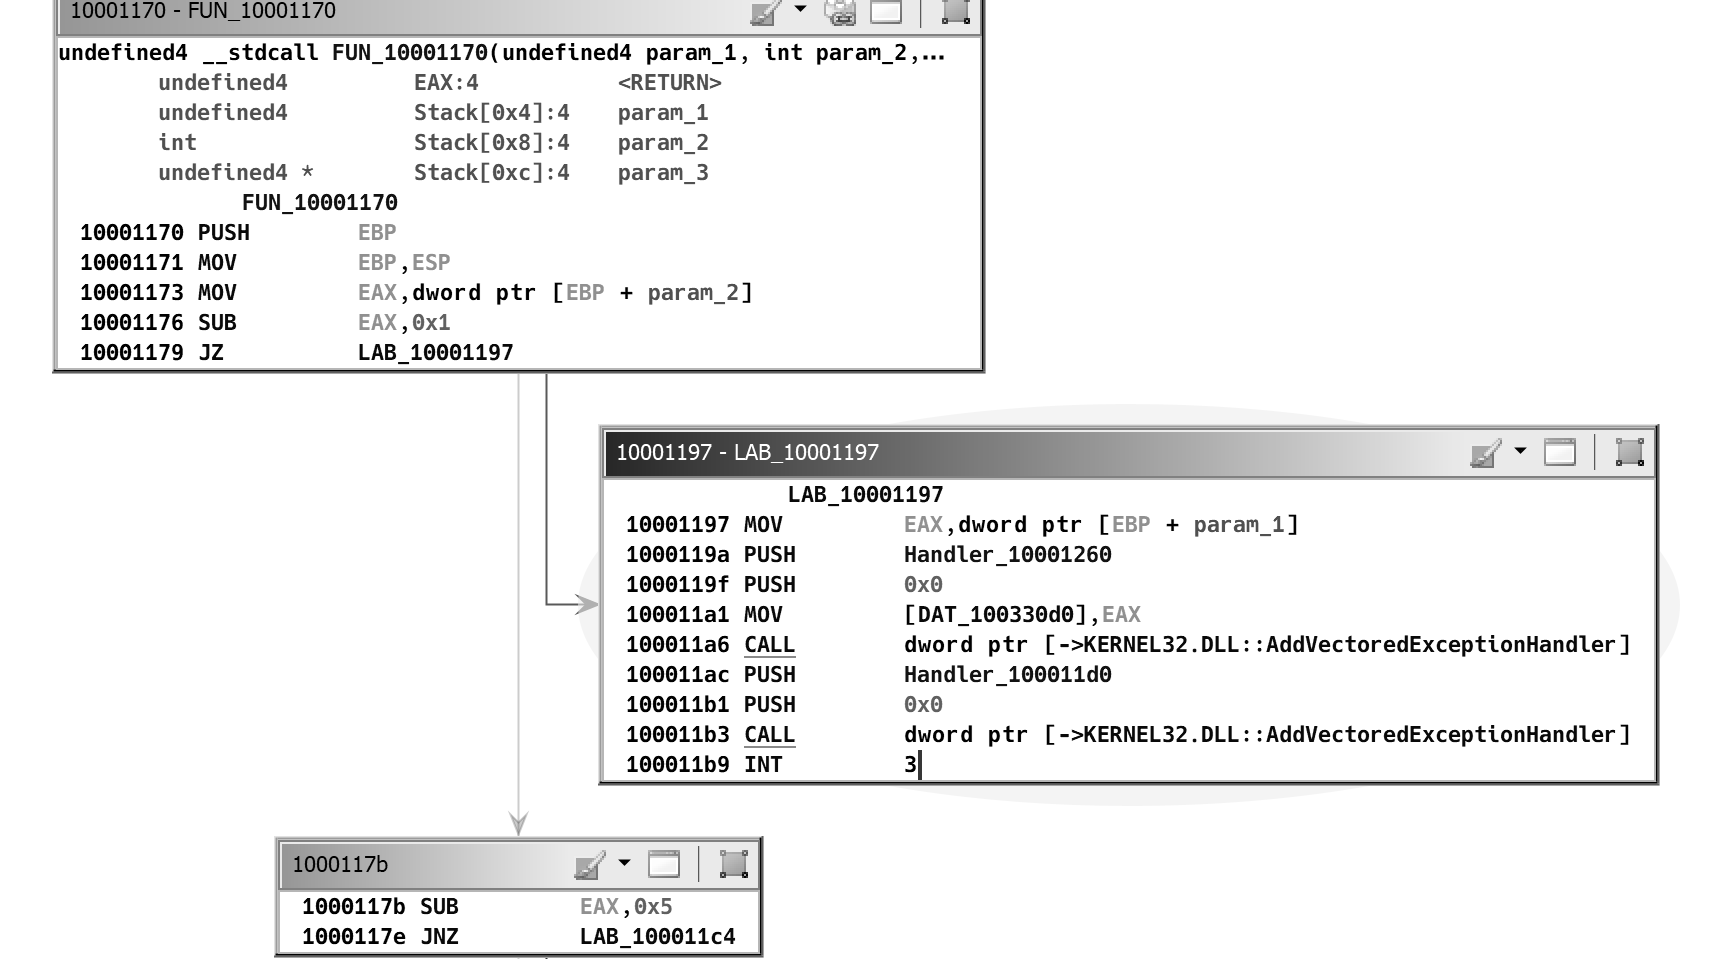 10001170 - FUN_10001170
undefined4 __stdcall FUN_10001170(undefined4 param_1, int param_2,...
undefined4 EAX:4 <RETURN>
undefined4 Stack[0x4]:4 param_1
int Stack[0x8]:4 param_2
undefined4 * Stack[0xc]:4 param_3
FUN_10001170
10001170 PUSH EBP
10001171 MOV EBP,ESP
10001173 MOV EAX,dword ptr [EBP + param_2]
10001176 SUB EAX,0x1
10001179 JZ LAB_10001197
10001197 - LAB_10001197
LAB_10001197
10001197 MOV EAX,dword ptr [EBP + param_1]
1000119a PUSH Handler_10001260
1000119f PUSH 0x0
100011a1 MOV [DAT_100330d0],EAX
100011a6 CALL dword ptr [->KERNEL32.DLL::AddVectoredExceptionHandler]
100011ac PUSH Handler_100011d0
100011b1 PUSH 0x0
100011b3 CALL dword ptr [->KERNEL32.DLL::AddVectoredExceptionHandler]
100011b9 INT 3
1000117b
1000117b SUB EAX,0x5
1000117e JNZ LAB_100011c4